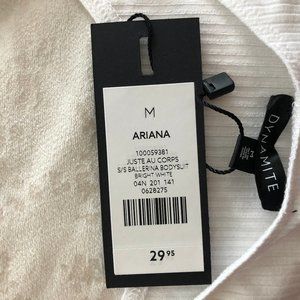 M
ARIANA
100059381
JUSTE AU CORPS
S/S BALLERINA BODYSUIT
BRIGHT WHITE
04N 201 141
0628275
29 95
DYNAMITE